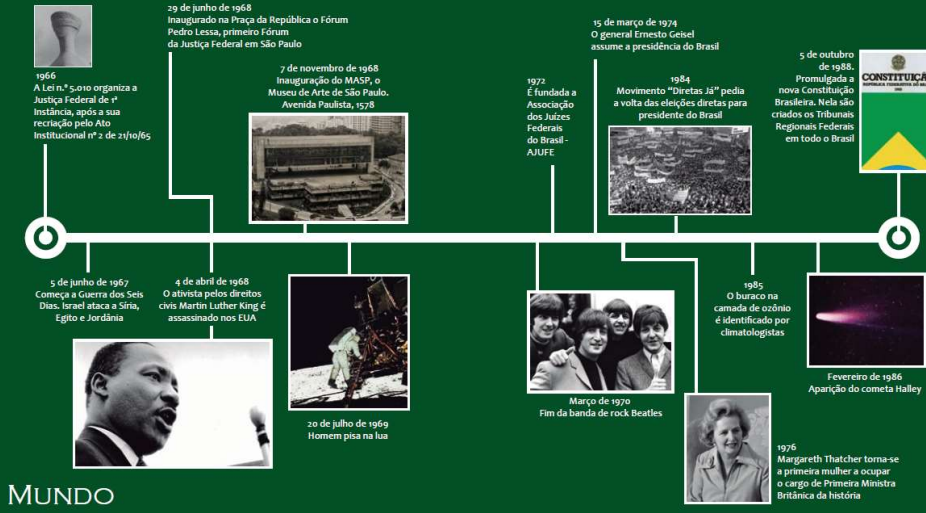 1966
A Lei n.º 5.010 organiza a
Justiça Federal de 1ª
Instância, após a sua
recriação pelo Ato
Institucional nº 2 de 21/10/65
29 de junho de 1968
Inaugurado na Praça da República o Fórum
Pedro Lessa, primeiro Fórum
da Justiça Federal em São Paulo
7 de novembro de 1968
Inauguração do MASP, o
Museu de Arte de São Paulo.
Avenida Paulista, 1578
1972
É fundada a
Associação
dos Juízes
Federais
do Brasil -
AJUFE
15 de março de 1974
O general Ernesto Geisel
assume a presidência do Brasil
1984
Movimento “Diretas Já” pedia
a volta das eleições diretas para
presidente do Brasil
5 de outubro
de 1988.
Promulgada a
nova Constituição
Brasileira. Nela são
criados os Tribunais
Regionais Federais
em todo o Brasil
CONSTITUIÇÃ
5 de junho de 1967
Começa a Guerra dos Seis
Dias. Israel ataca a Síria,
Egito e Jordânia
4 de abril de 1968
O ativista pelos direitos
civis Martin Luther King é
assassinado nos EUA
20 de julho de 1969
Homem pisa na lua
Março de 1970
Fim da banda de rock Beatles
1976
Margareth Thatcher torna-se
a primeira mulher a ocupar
o cargo de Primeira Ministra
Britânica da história
1985
O buraco na
camada de ozônio
é identificado por
climatologistas
Fevereiro de 1986
Aparição do cometa Halley
MUNDO